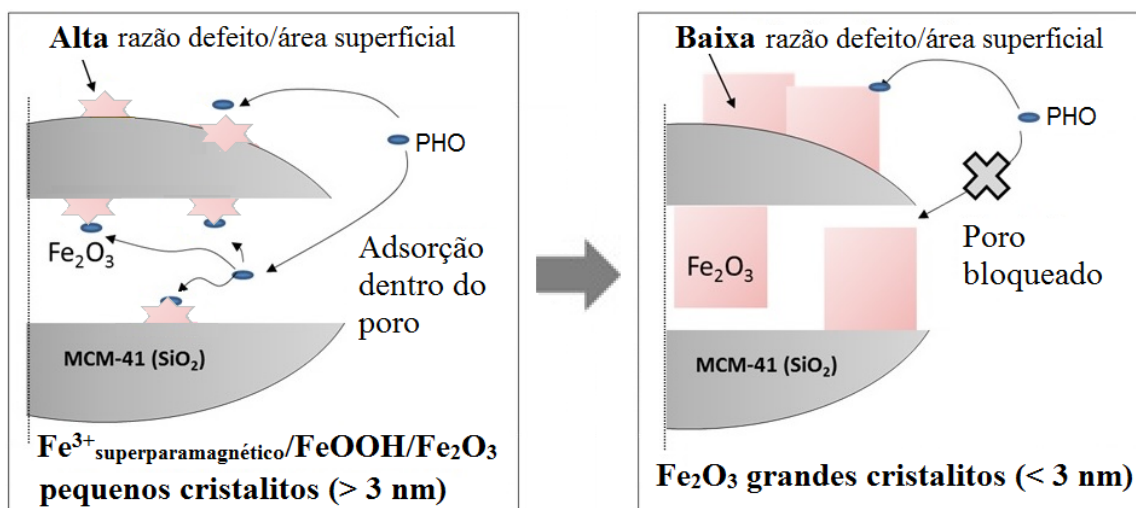 Alta razão defeito/área superficial
PHO
Fe₂O₃
Adsorção
dentro do
poro
MCM-41 (SiO₂)
Fe³⁺superparamagnético/FeOOH/Fe₂O₃
pequenos cristalitos (> 3 nm)
Baixa razão defeito/área superficial
PHO
Fe₂O₃
Poro
bloqueado
MCM-41 (SiO₂)
Fe₂O₃ grandes cristalitos (< 3 nm)